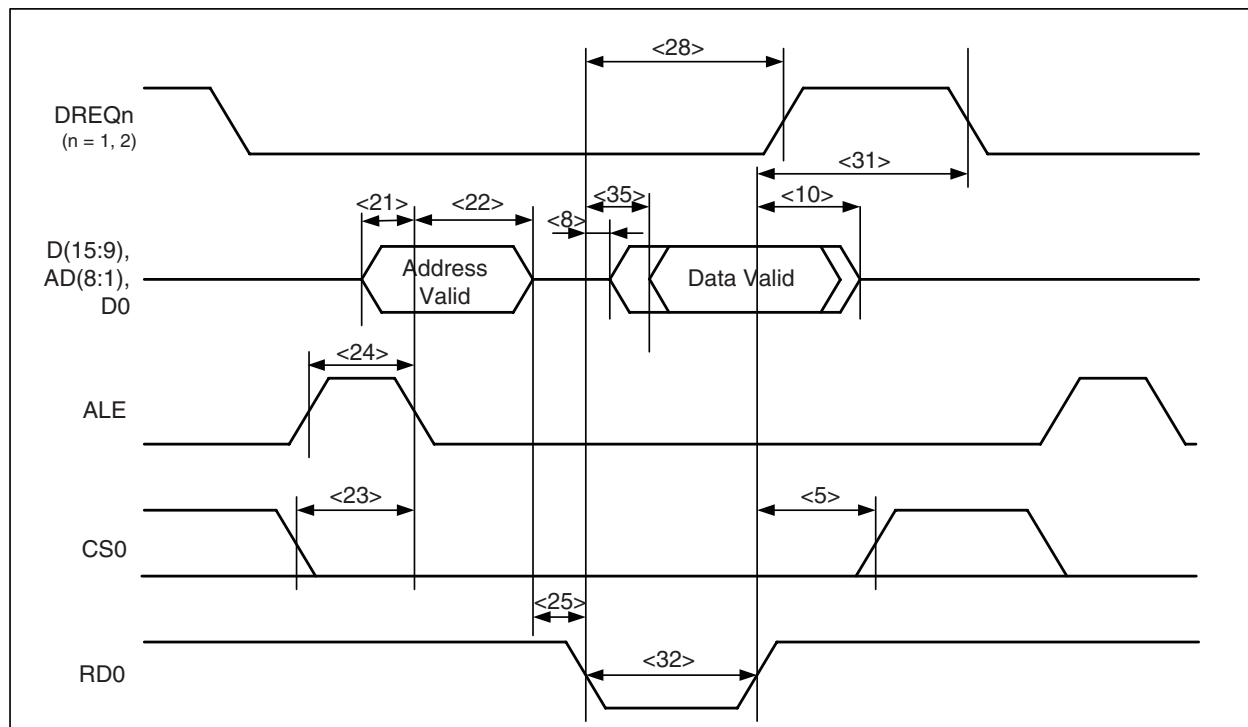 <28>
DREQn
(n = 1, 2)
<31>
<21>
<22>
<35>
<10>
<8>
D(15:9),
AD(8:1),
D0
Address
Valid
Data Valid
<24>
ALE
<23>
<5>
CS0
<25>
<32>
RD0